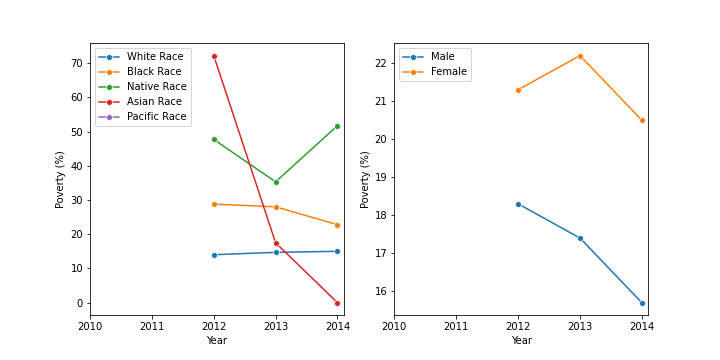 White Race
Black Race
Native Race
Asian Race
Pacific Race
70
60
50
40
30
20
10
0
Poverty (%)
2010 2011 2012 2013 2014
Year
Male
Female
22
21
20
19
18
17
16
Poverty (%)
2010 2011 2012 2013 2014
Year